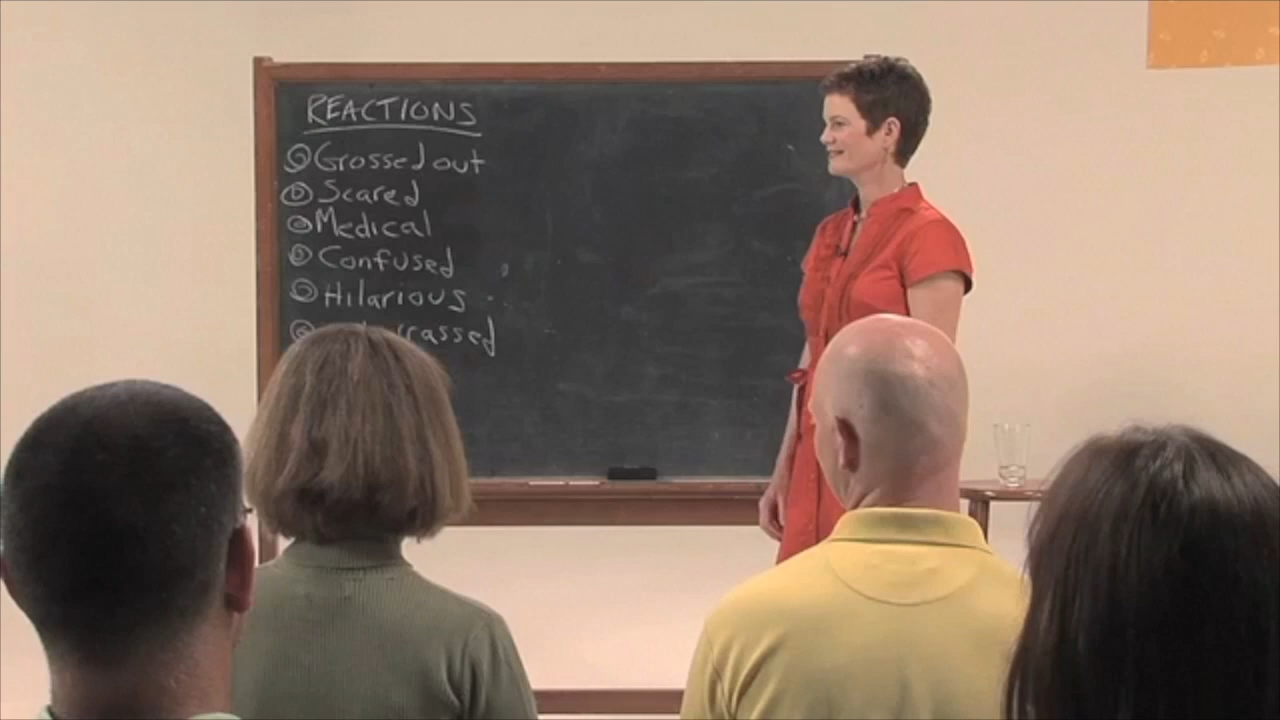 REACTIONS
Grossed out
Scared
Medical
Confused
Hilarious